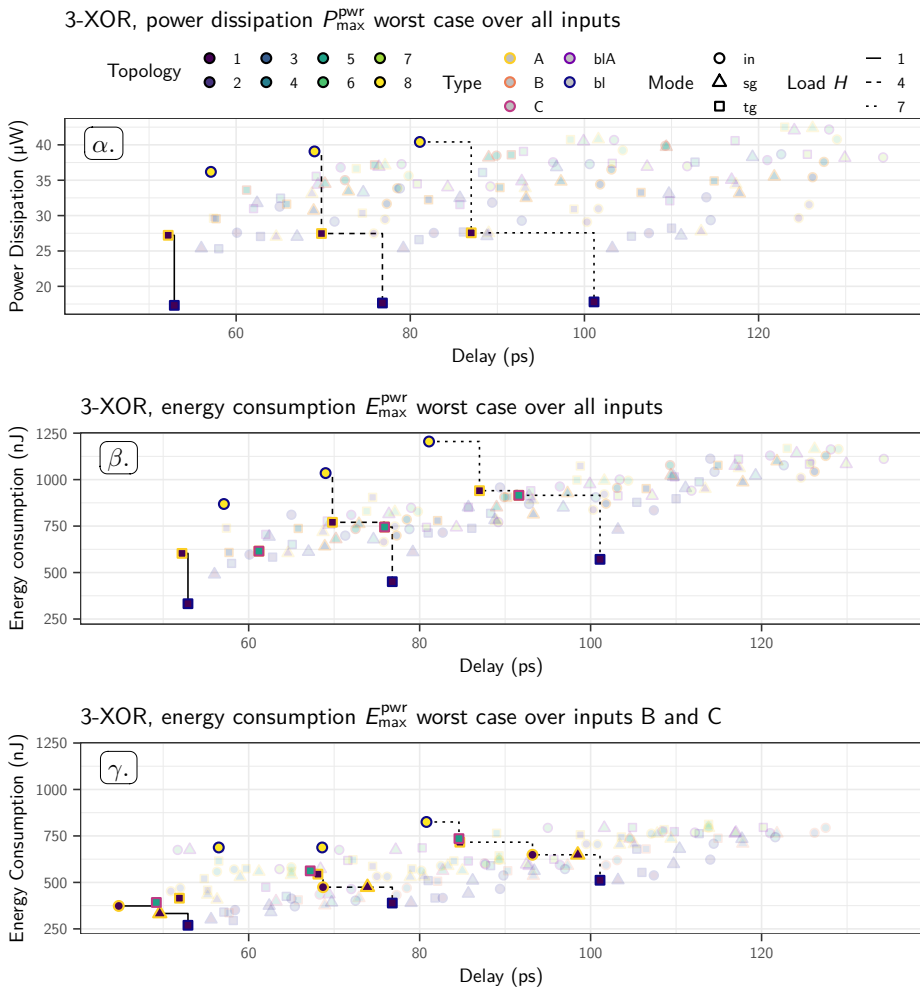 3-XOR, power dissipation P^pwr_max worst case over all inputs
Topology 1 3 5 7 Type A blA Mode in Load H 1
2 4 6 8 B bl sg 4
C tg 7
α.
Power Dissipation (µW)
40
35
30
25
20
60 80 100 120
Delay (ps)
3-XOR, energy consumption E^pwr_max worst case over all inputs
β.
Energy consumption (nJ)
1250
1000
750
500
250
60 80 100 120
Delay (ps)
3-XOR, energy consumption E^pwr_max worst case over inputs B and C
γ.
Energy Consumption (nJ)
1250
1000
750
500
250
60 80 100 120
Delay (ps)